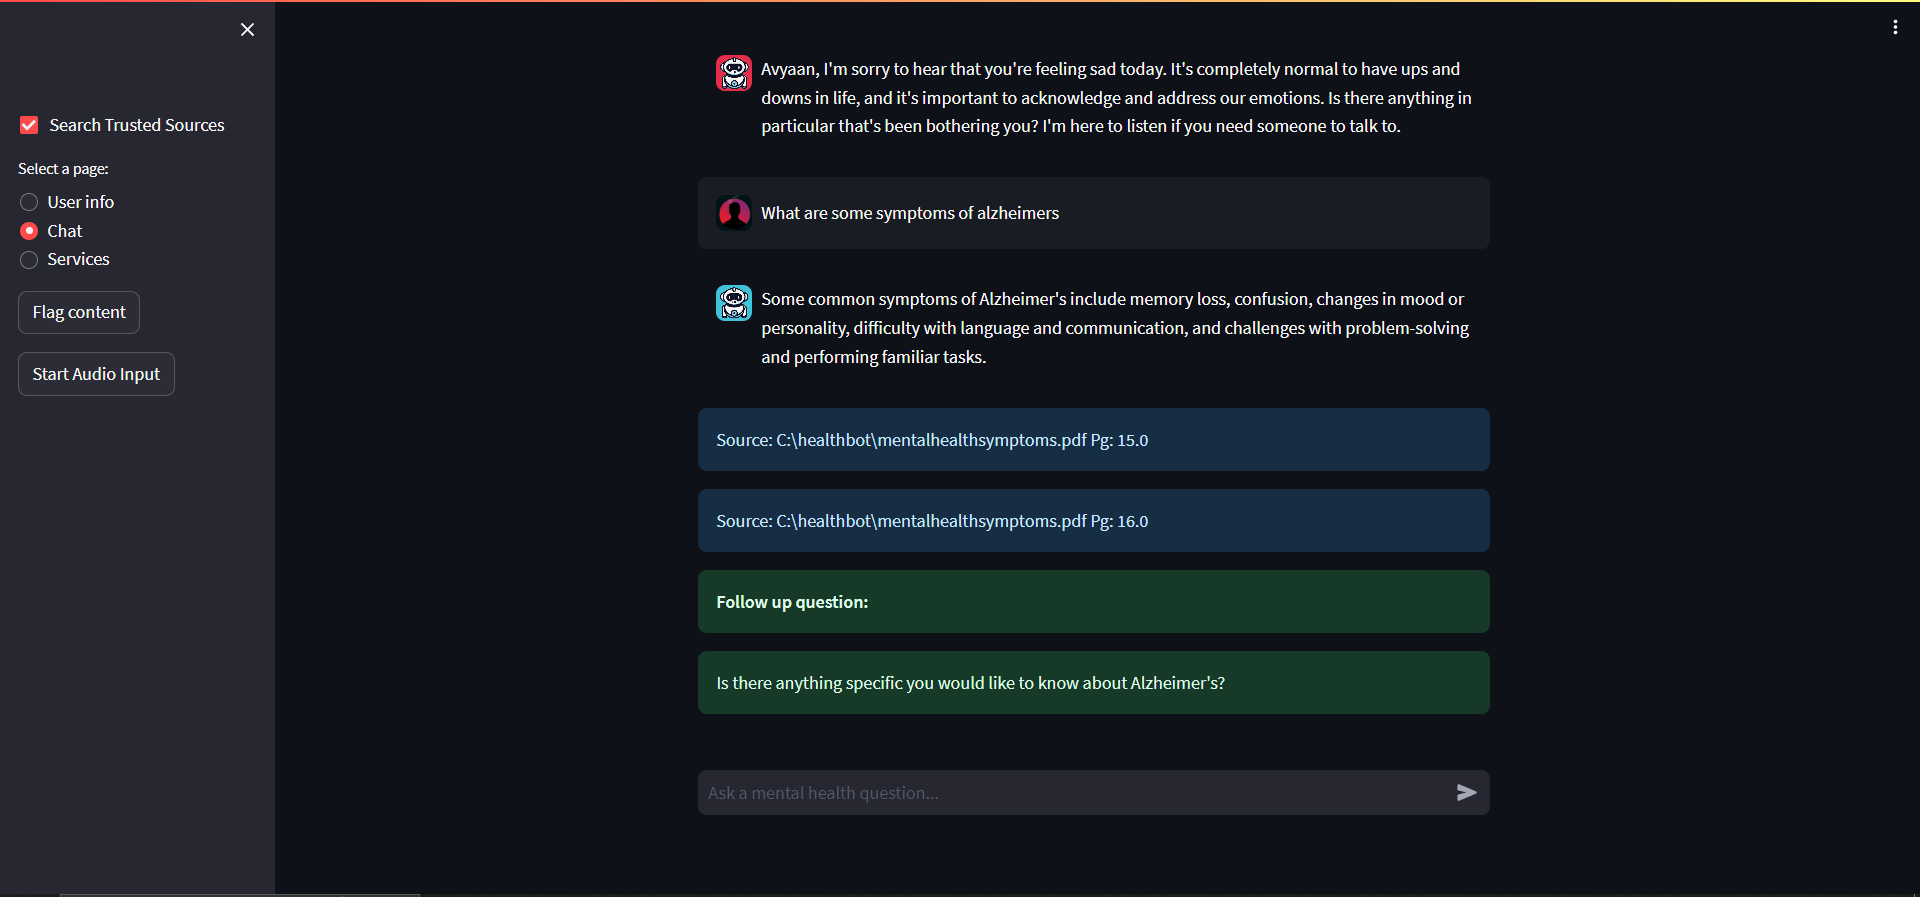 Search Trusted Sources
Select a page:
User info
Chat
Services
Flag content
Start Audio Input
Avyaan, I'm sorry to hear that you're feeling sad today. It's completely normal to have ups and
downs in life, and it's important to acknowledge and address our emotions. Is there anything in
particular that's been bothering you? I'm here to listen if you need someone to talk to.
What are some symptoms of alzheimers
Some common symptoms of Alzheimer's include memory loss, confusion, changes in mood or
personality, difficulty with language and communication, and challenges with problem-solving
and performing familiar tasks.
Source: C:\healthbot\mentalhealthsymptoms.pdf Pg: 15.0
Source: C:\healthbot\mentalhealthsymptoms.pdf Pg: 16.0
Follow up question:
Is there anything specific you would like to know about Alzheimer's?
Ask a mental health question...